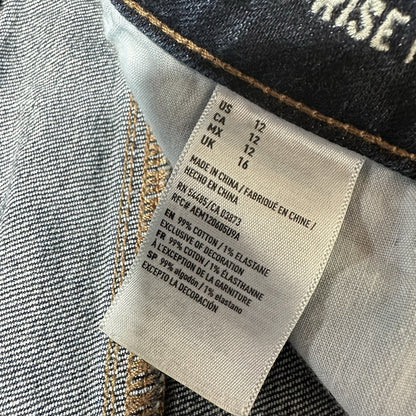 RISE
US 12
CA 12
MX 12
UK 16
MADE IN CHINA / FABRIQUÉ EN CHINE /
HECHO EN CHINA
RN 54485/CA 03873
RFC# AEM120605U9A
EN 99% COTTON / 1% ELASTANE
EXCLUSIVE OF DECORATION
FR 99% COTON / 1% ÉLASTHANNE
À L'EXCEPTION DE LA GARNITURE
SP 99% algodón / 1% elastano
EXCEPTO LA DECORACIÓN